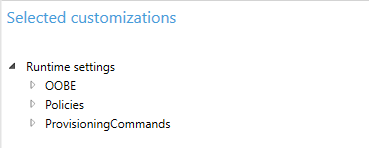 Selected customizations
Runtime settings
OOBE
Policies
ProvisioningCommands